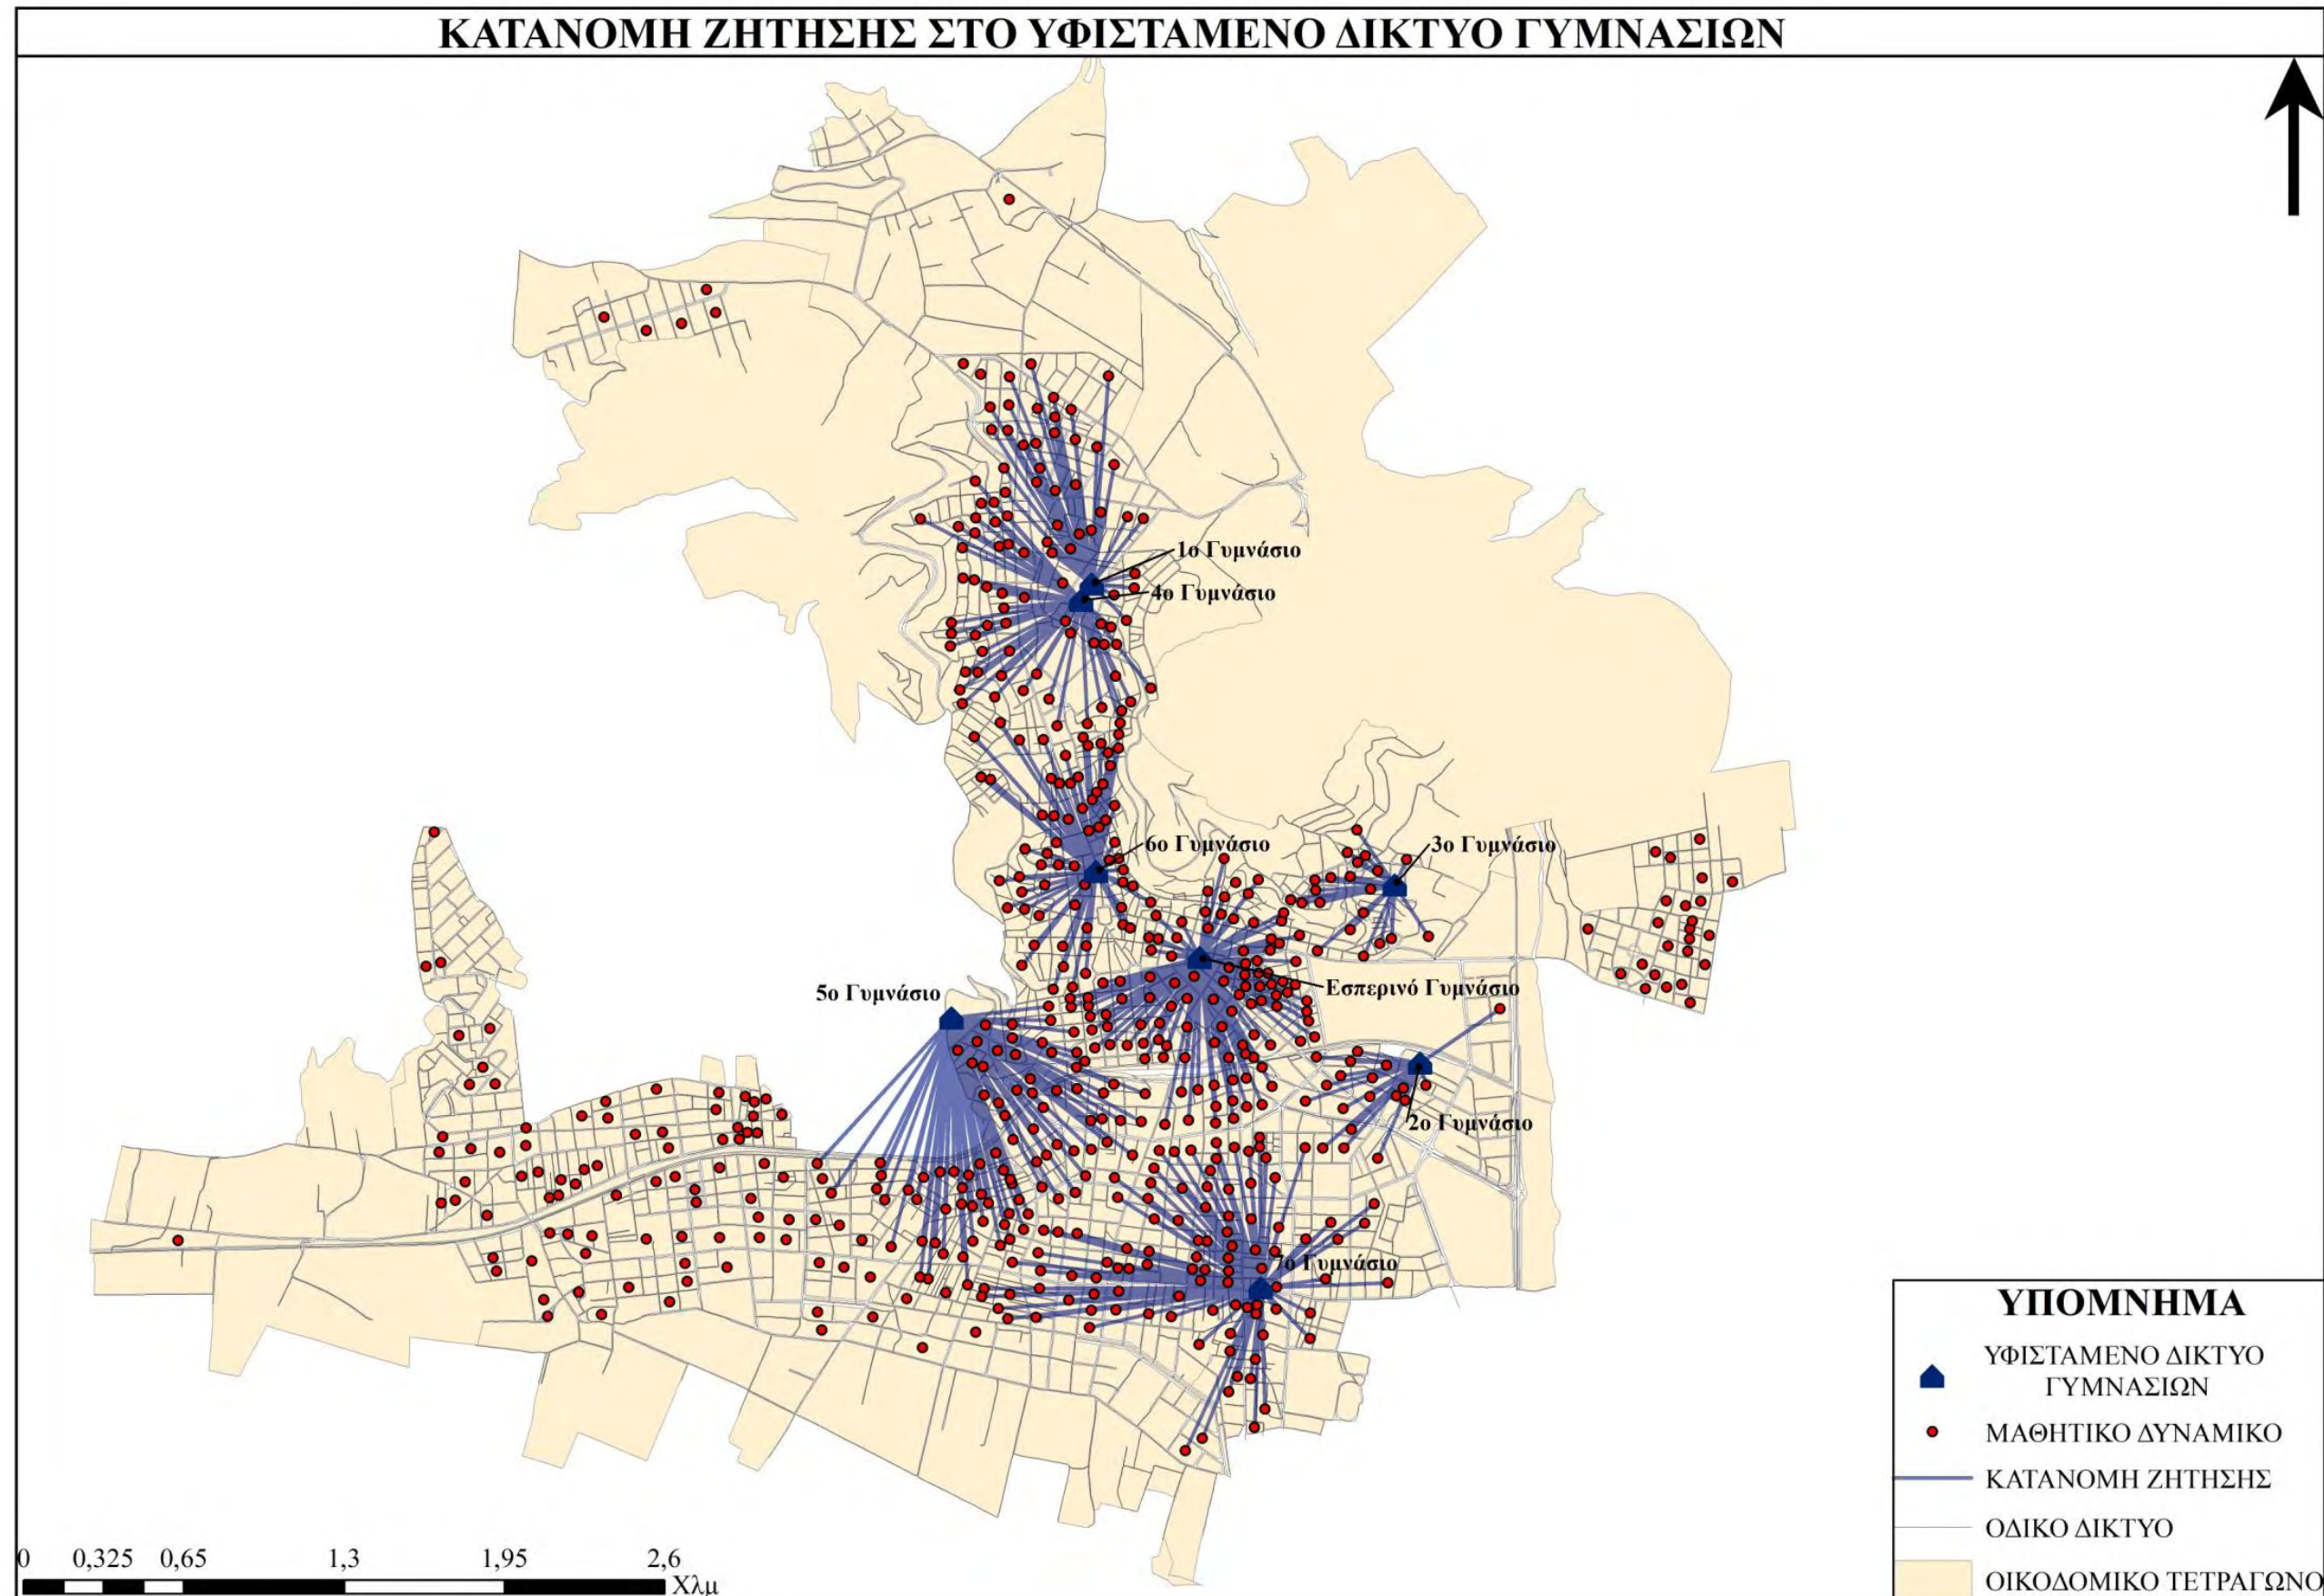 ΚΑΤΑΝΟΜΗ ΖΗΤΗΣΗΣ ΣΤΟ ΥΦΙΣΤΑΜΕΝΟ ΔΙΚΤΥΟ ΓΥΜΝΑΣΙΩΝ
1ο Γυμνάσιο
4ο Γυμνάσιο
6ο Γυμνάσιο
3ο Γυμνάσιο
Εσπερινό Γυμνάσιο
5ο Γυμνάσιο
2ο Γυμνάσιο
7ο Γυμνάσιο
ΥΠΟΜΝΗΜΑ
ΥΦΙΣΤΑΜΕΝΟ ΔΙΚΤΥΟ
ΓΥΜΝΑΣΙΩΝ
ΜΑΘΗΤΙΚΟ ΔΥΝΑΜΙΚΟ
ΚΑΤΑΝΟΜΗ ΖΗΤΗΣΗΣ
ΟΔΙΚΟ ΔΙΚΤΥΟ
ΟΙΚΟΔΟΜΙΚΟ ΤΕΤΡΑΓΩΝΟ
0 0,325 0,65 1,3 1,95 2,6
Χλμ